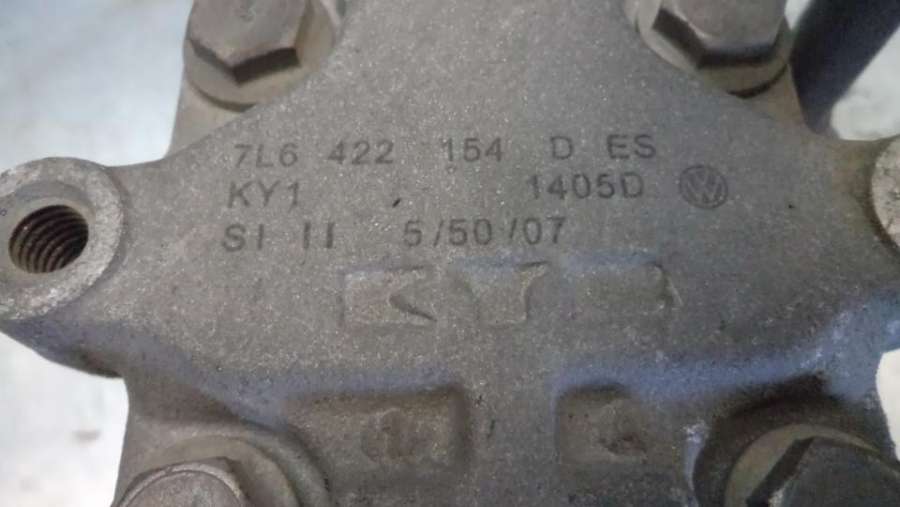 7L6 422 154 D ES
KY1 1405D
SI II 5/50/07
KYB